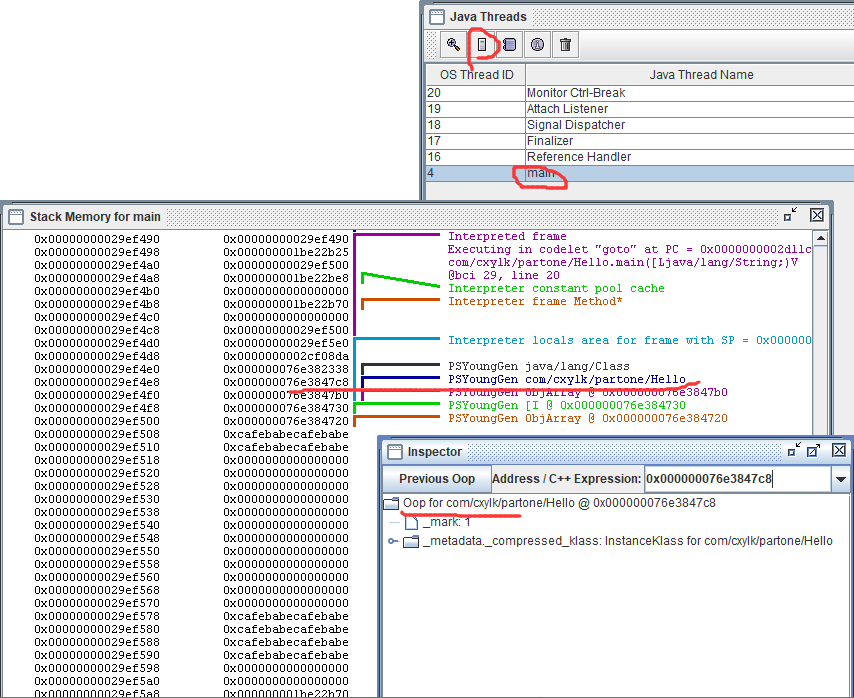 Java Threads
OS Thread ID Java Thread Name
20 Monitor Ctrl-Break
19 Attach Listener
18 Signal Dispatcher
17 Finalizer
16 Reference Handler
4 main
Stack Memory for main
0x00000000029ef490 0x00000000029ef490 Interpreted frame
0x00000000029ef498 0x000000001be22b25 Executing in codelet "goto" at PC = 0x0000000002d11c
0x00000000029ef4a0 0x00000000029ef500 com/cxylk/partone/Hello.main([Ljava/lang/String;)V
0x00000000029ef4a8 0x000000001be22be8 @bci 29, line 20
0x00000000029ef4b0 0x0000000000000000 Interpreter constant pool cache
0x00000000029ef4b8 0x000000001be22b70 Interpreter frame Method*
0x00000000029ef4c0 0x0000000000000000
0x00000000029ef4c8 0x00000000029ef500
0x00000000029ef4d0 0x00000000029ef5e0 Interpreter locals area for frame with SP = 0x000000
0x00000000029ef4d8 0x0000000002cf08da
0x00000000029ef4e0 0x000000076e382338 PSYoungGen java/lang/Class
0x00000000029ef4e8 0x000000076e3847c8 PSYoungGen com/cxylk/partone/Hello
0x00000000029ef4f0 0x000000076e3847b0 PSYoungGen ObjArray @ 0x000000076e3847b0
0x00000000029ef4f8 0x000000076e384730 PSYoungGen [I @ 0x000000076e384730
0x00000000029ef500 0x000000076e384720 PSYoungGen ObjArray @ 0x000000076e384720
0x00000000029ef508 0xcafebabecafebabe
0x00000000029ef510 0xcafebabecafebabe
0x00000000029ef518 0x0000000000000000
0x00000000029ef520 0x0000000000000000
0x00000000029ef528 0x0000000000000000
0x00000000029ef530 0x0000000000000000
0x00000000029ef538 0x0000000000000000
0x00000000029ef540 0x0000000000000000
0x00000000029ef548 0x0000000000000000
0x00000000029ef550 0x0000000000000000
0x00000000029ef558 0x0000000000000000
0x00000000029ef560 0x0000000000000000
0x00000000029ef568 0x0000000000000000
0x00000000029ef570 0x0000000000000000
0x00000000029ef578 0xcafebabecafebabe
0x00000000029ef580 0xcafebabecafebabe
0x00000000029ef588 0xcafebabecafebabe
0x00000000029ef590 0xcafebabecafebabe
0x00000000029ef598 0x0000000000000000
0x00000000029ef5a0 0x0000000000000000
0x00000000029ef5a8 0x000000001be22b70
Inspector
Previous Oop Address / C++ Expression: 0x000000076e3847c8
Oop for com/cxylk/partone/Hello @ 0x000000076e3847c8
_mark: 1
_metadata._compressed_klass: InstanceKlass for com/cxylk/partone/Hello